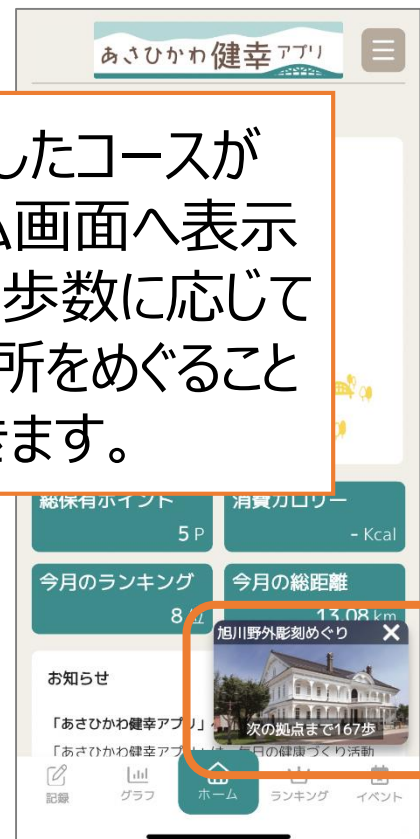 あさひかわ健幸アプリ
したコースが
画面へ表示
歩数に応じて
所をめぐること
きます。
総保有ポイント
5 P
消費カロリー
- Kcal
今月のランキング
8
今月の総距離
13.08 km
旭川野外彫刻めぐり
次の拠点まで167歩
お知らせ
「あさひかわ健幸アプリ」
「あさひかわ健幸アプリ」は、毎日の健康づくり活動
記録
グラフ
ホーム
ランキング
イベント